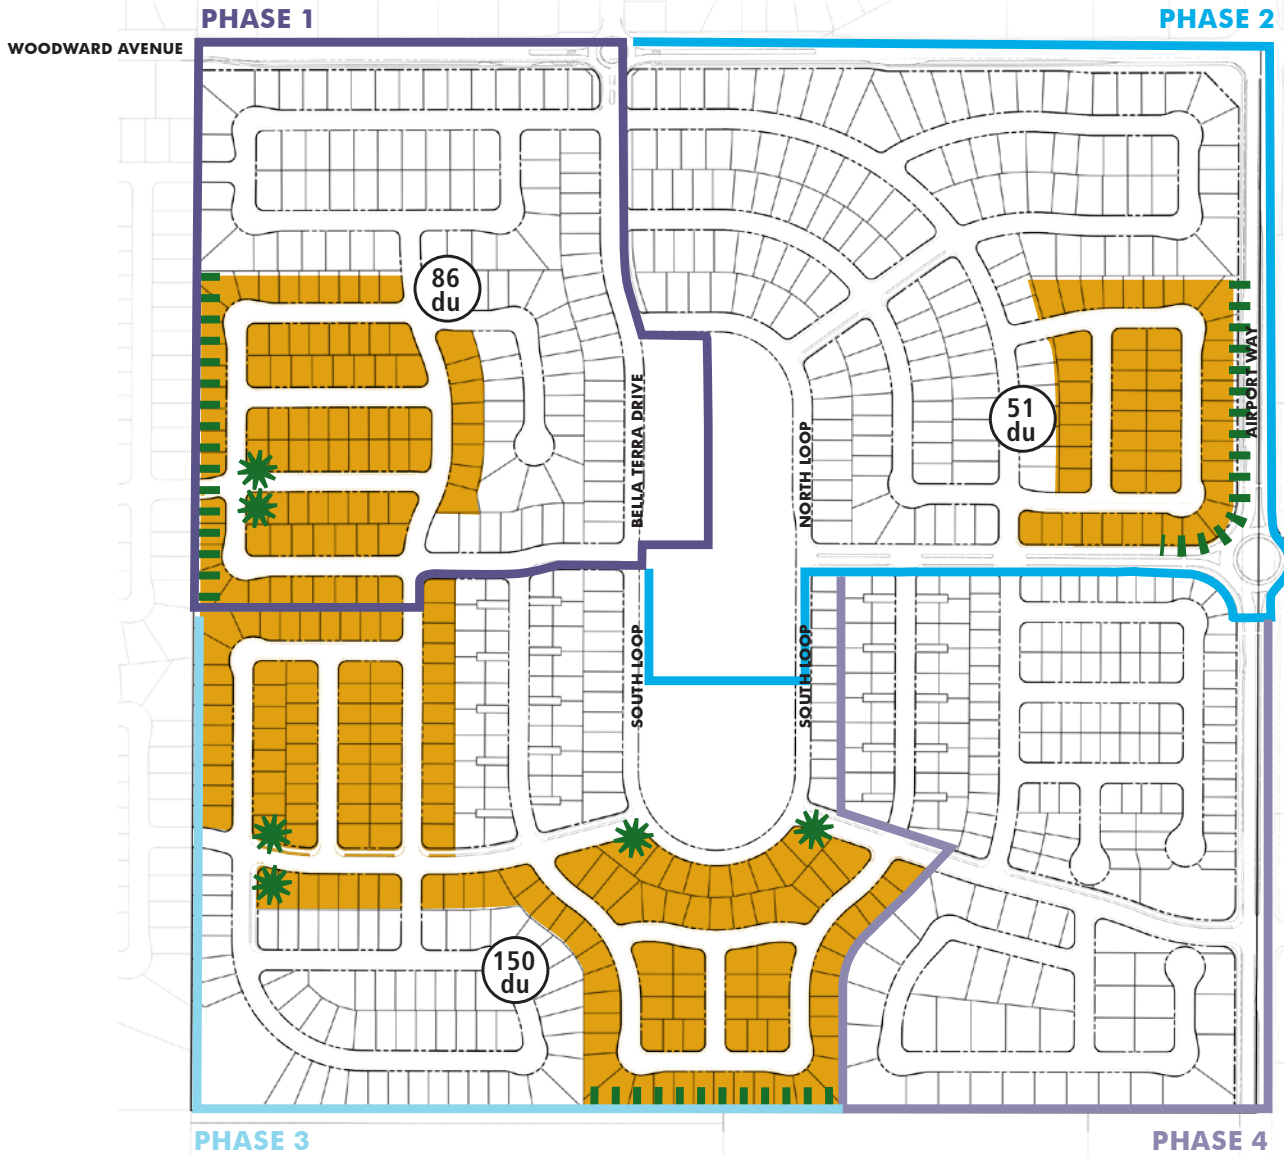 PHASE 1
PHASE 2
WOODWARD AVENUE
86
du
51
du
AIRPORT WAY
BELLA TERRA DRIVE
NORTH LOOP
SOUTH LOOP
SOUTH LOOP
150
du
PHASE 3
PHASE 4